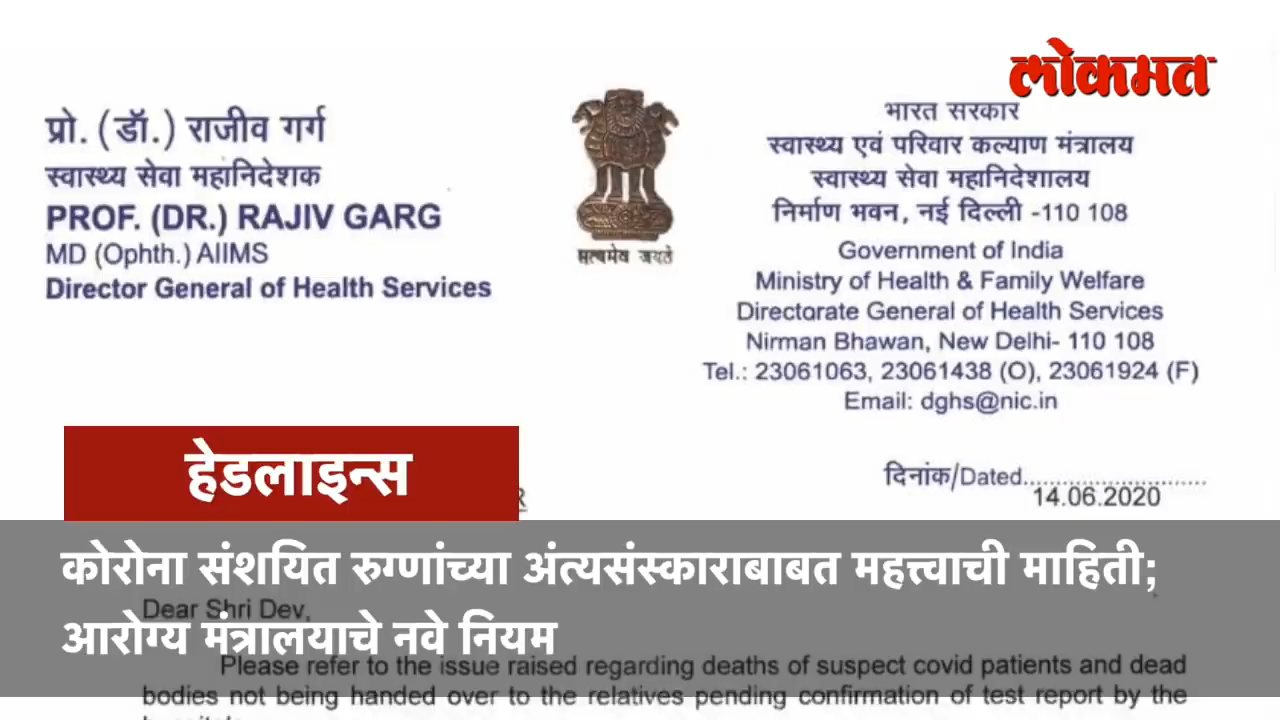 लोकमत
प्रो. (डॉ.) राजीव गर्ग
स्वास्थ्य सेवा महानिदेशक
PROF. (DR.) RAJIV GARG
MD (Ophth.) AIIMS
Director General of Health Services
सत्यमेव जयते
भारत सरकार
स्वास्थ्य एवं परिवार कल्याण मंत्रालय
स्वास्थ्य सेवा महानिदेशालय
निर्माण भवन, नई दिल्ली -110 108
Government of India
Ministry of Health & Family Welfare
Directorate General of Health Services
Nirman Bhawan, New Delhi- 110 108
Tel.: 23061063, 23061438 (O), 23061924 (F)
Email: dghs@nic.in
दिनांक/Dated..............................
14.06.2020
हेडलाइन्स
कोरोना संशयित रुग्णांच्या अंत्यसंस्काराबाबत महत्त्वाची माहिती;
आरोग्य मंत्रालयाचे नवे नियम
Dear Shri Dev,
Please refer to the issue raised regarding deaths of suspect covid patients and dead
bodies not being handed over to the relatives pending confirmation of test report by the